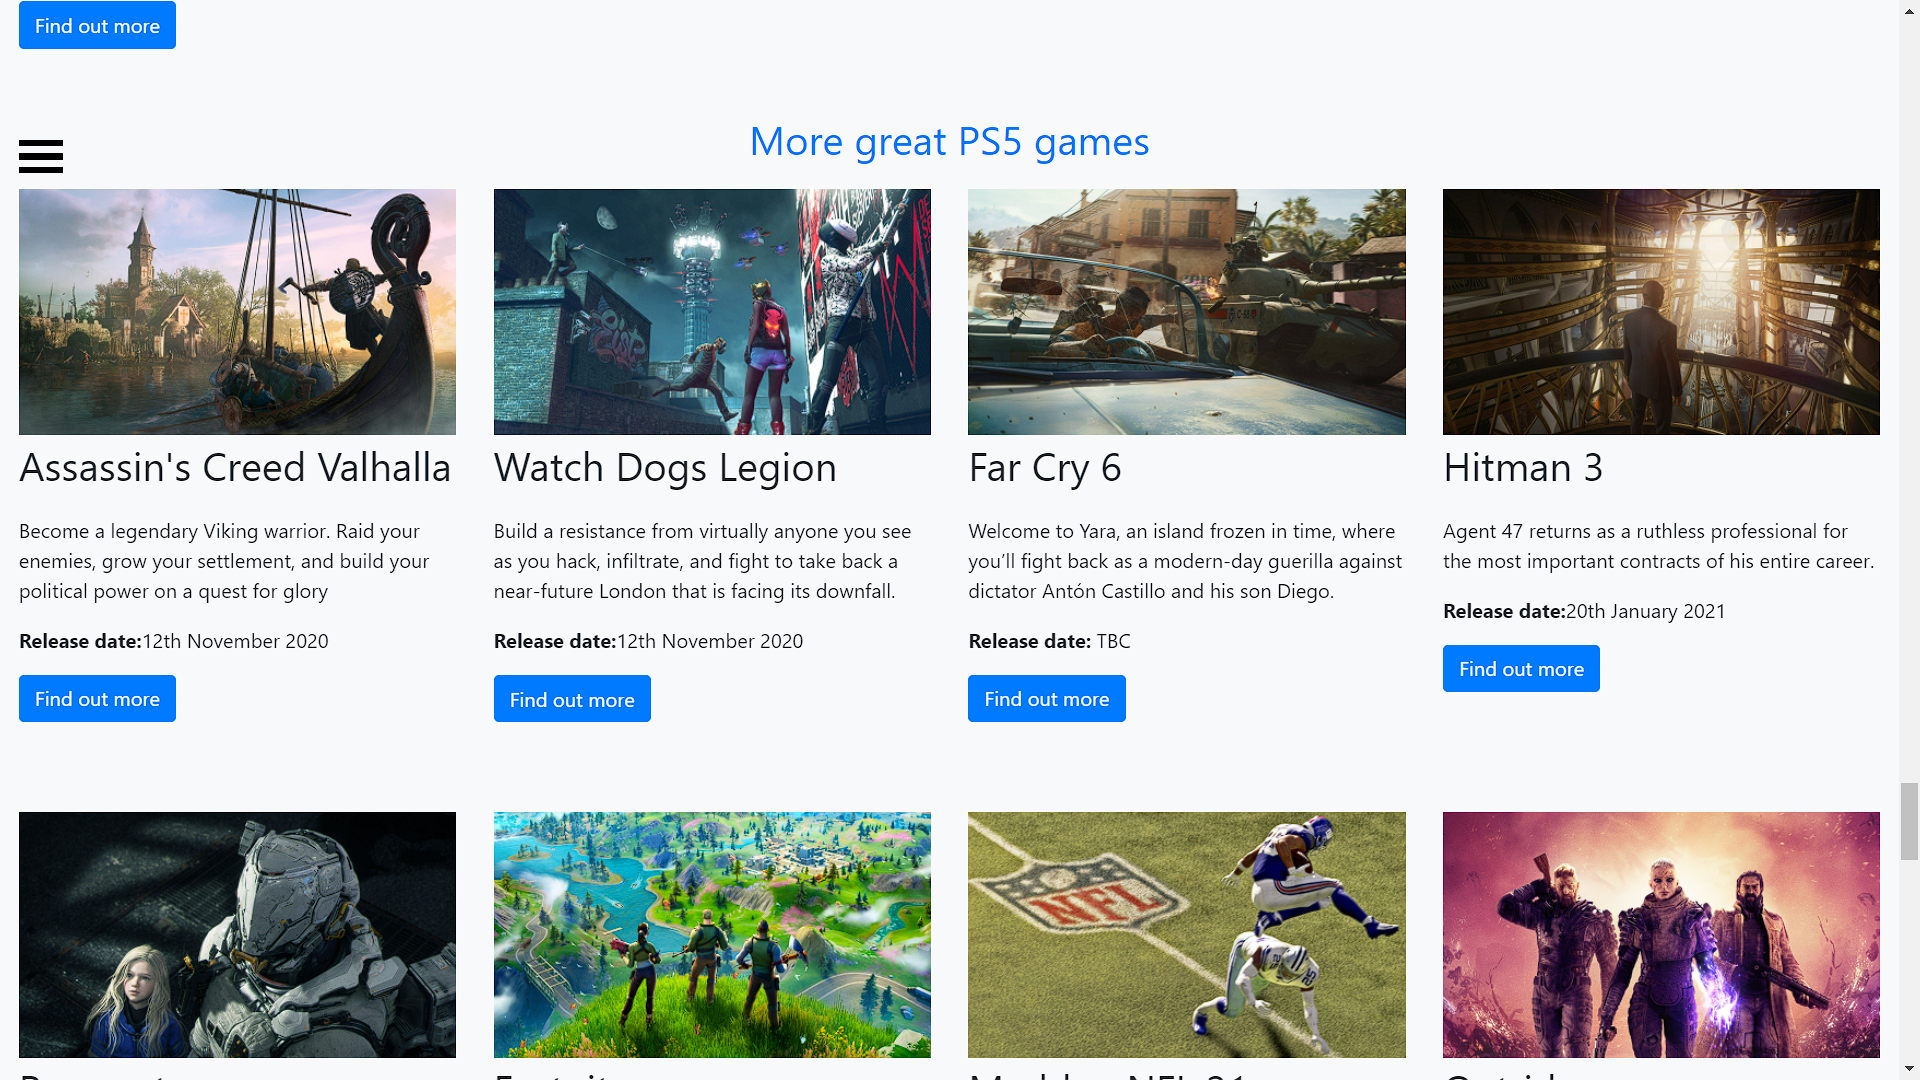 Find out more
More great PS5 games
DISP
NFL
25
Assassin's Creed Valhalla
Become a legendary Viking warrior. Raid your
enemies, grow your settlement, and build your
political power on a quest for glory
Release date:12th November 2020
Find out more
Watch Dogs Legion
Build a resistance from virtually anyone you see
as you hack, infiltrate, and fight to take back a
near-future London that is facing its downfall.
Release date:12th November 2020
Find out more
Far Cry 6
Welcome to Yara, an island frozen in time, where
you’ll fight back as a modern-day guerilla against
dictator Antón Castillo and his son Diego.
Release date: TBC
Find out more
Hitman 3
Agent 47 returns as a ruthless professional for
the most important contracts of his entire career.
Release date:20th January 2021
Find out more